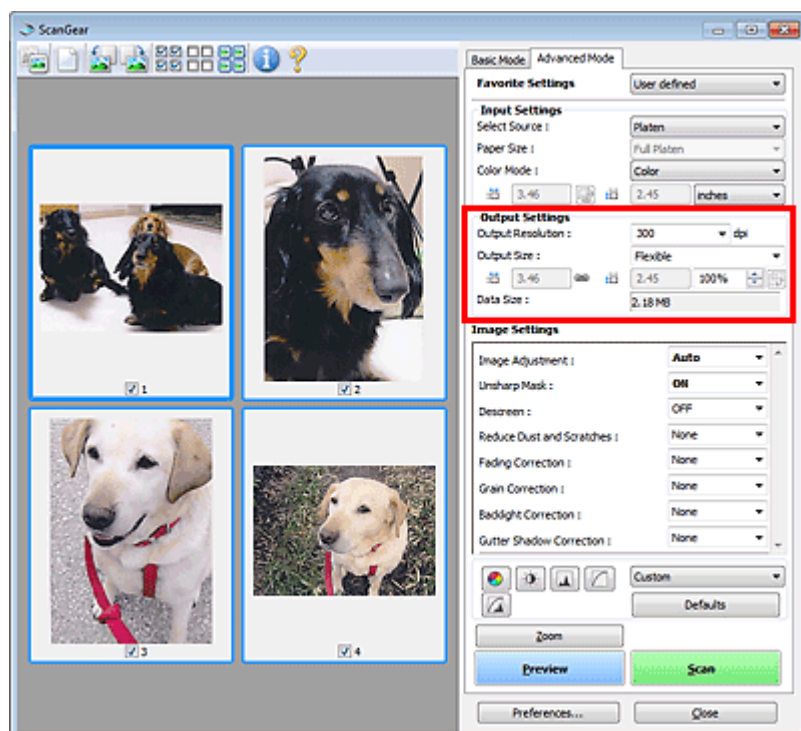 ScanGear
Basic Mode Advanced Mode
Favorite Settings User defined
Input Settings
Select Source : Platen
Paper Size : Full Platen
Color Mode : Color
3.46 2.45 inches
Output Settings
Output Resolution : 300 dpi
Output Size : Flexible
3.46 2.45 100%
Data Size : 2.18 MB
Image Settings
Image Adjustment : Auto
Unsharp Mask : ON
Descreen : OFF
Reduce Dust and Scratches : None
Fading Correction : None
Grain Correction : None
Backlight Correction : None
Gutter Shadow Correction : None
Custom
Defaults
Zoom
Preview Scan
Preferences... Close
1
2
3
4